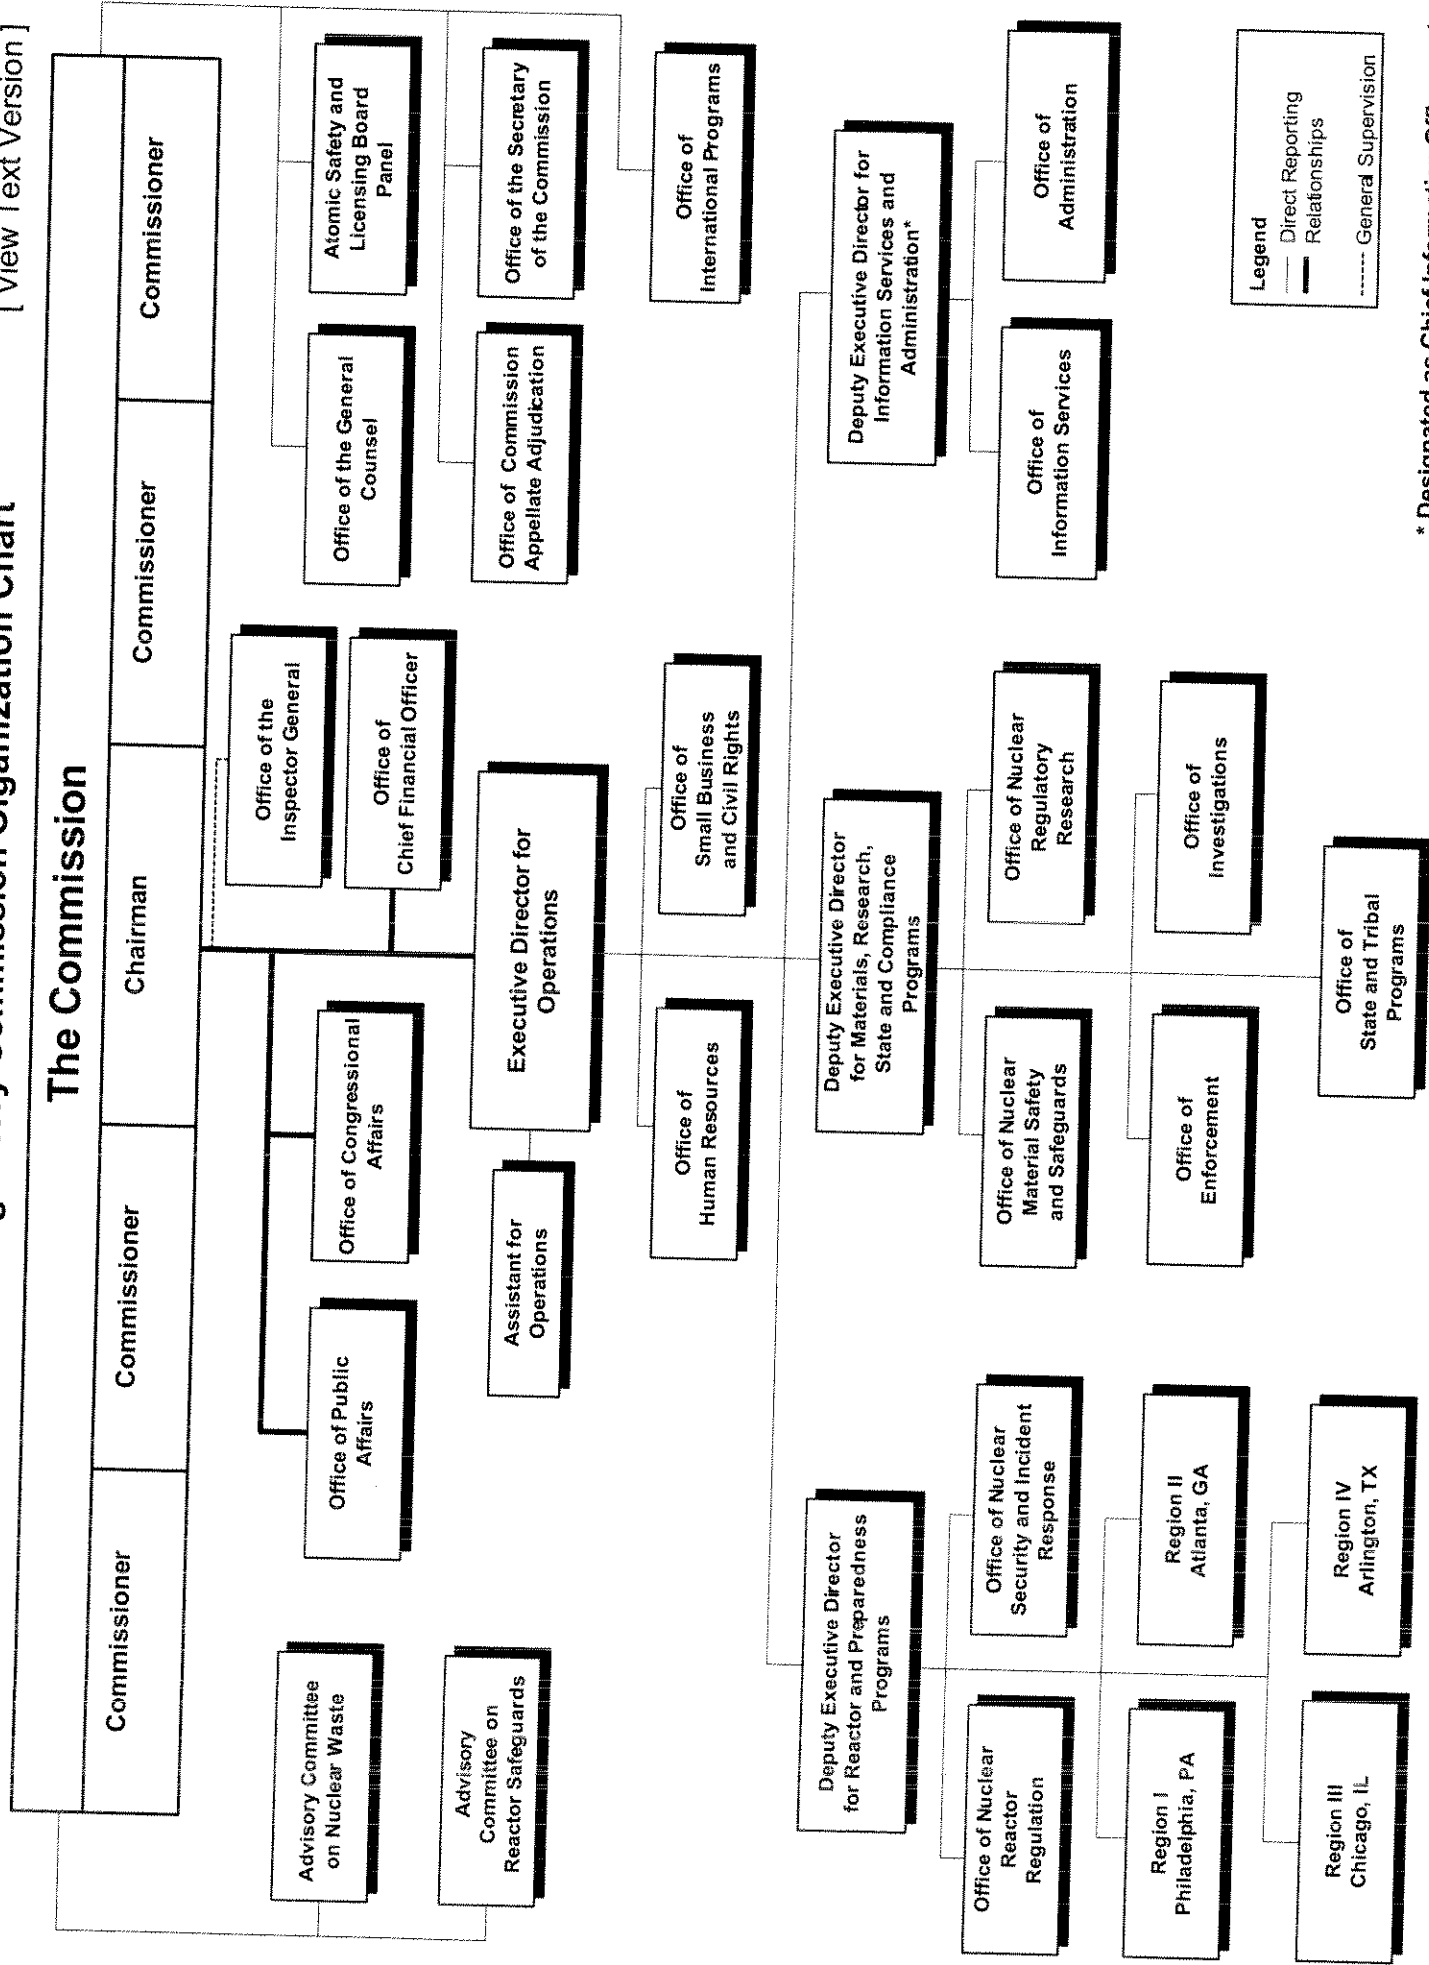 Commission Organization Chart
[ View Text Version ]
The Commission
Commissioner
Commissioner
Chairman
Commissioner
Commissioner
Advisory Committee
on Nuclear Waste
Advisory
Committee on
Reactor Safeguards
Office of Public
Affairs
Office of Congressional
Affairs
Office of the
Inspector General
Office of
Chief Financial Officer
Office of the General
Counsel
Atomic Safety and
Licensing Board
Panel
Office of Commission
Appellate Adjudication
Office of the Secretary
of the Commission
Office of
International Programs
Assistant for
Operations
Executive Director for
Operations
Office of
Human Resources
Office of
Small Business
and Civil Rights
Deputy Executive Director
for Reactor and Preparedness
Programs
Deputy Executive Director
for Materials, Research,
State and Compliance
Programs
Deputy Executive Director for
Information Services and
Administration*
Office of Nuclear
Reactor
Regulation
Office of Nuclear
Security and Incident
Response
Region I
Philadelphia, PA
Region II
Atlanta, GA
Region III
Chicago, IL
Region IV
Arlington, TX
Office of Nuclear
Material Safety
and Safeguards
Office of Nuclear
Regulatory
Research
Office of
Enforcement
Office of
Investigations
Office of
State and Tribal
Programs
Office of
Information Services
Office of
Administration
Legend
Direct Reporting
Relationships
General Supervision
* Designated as Chief Information